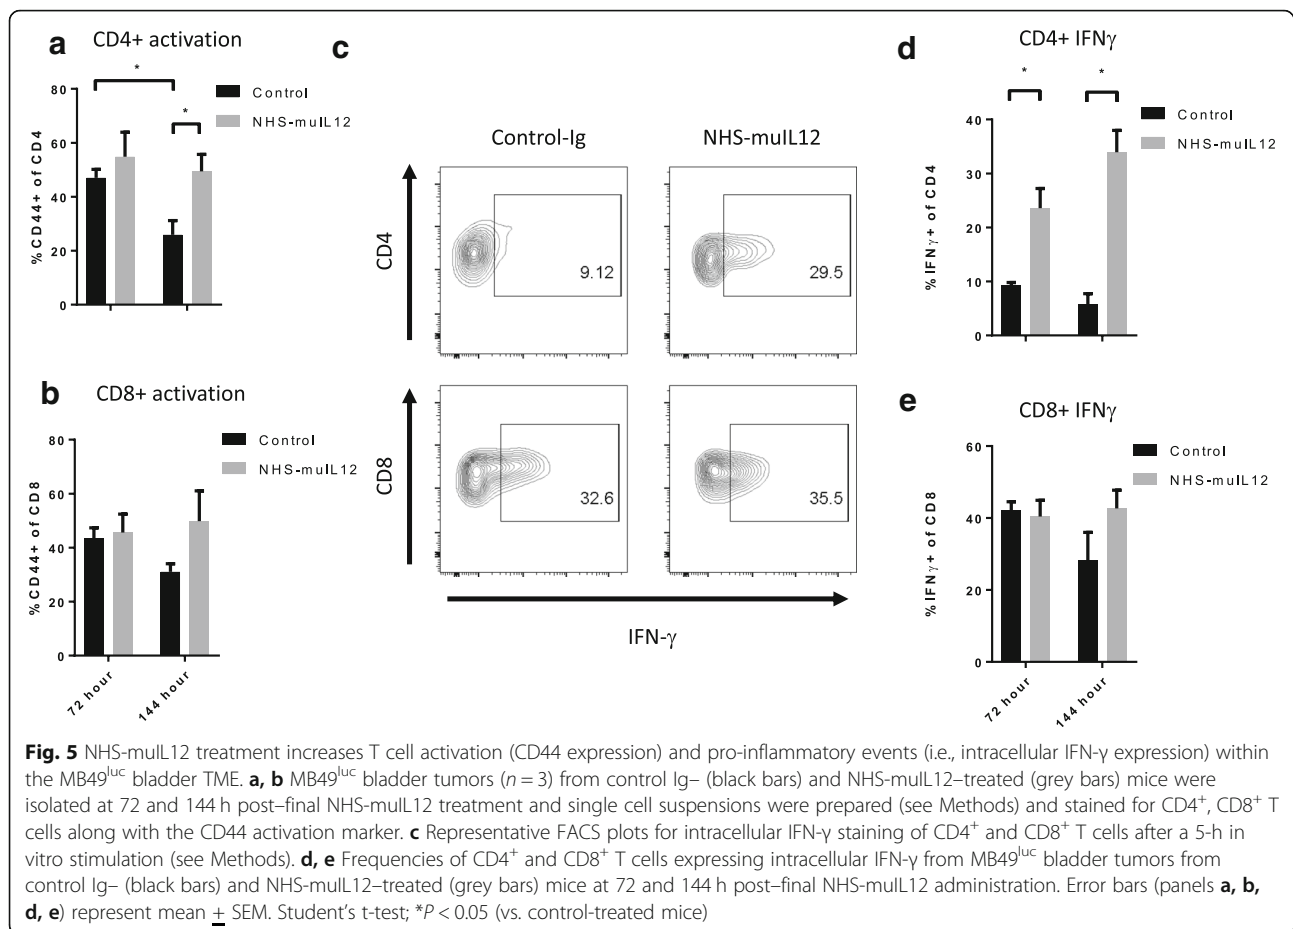 a CD4+ activation
*
Control
NHS-muIL12
*
%CD44+ of CD4
80
60
40
20
0
b CD8+ activation
Control
NHS-muIL12
%CD44+ of CD8
80
60
40
20
0
72 hour
144 hour
c
Control-Ig NHS-muIL12
CD4
9.12 29.5
CD8
32.6 35.5
IFN-γ
d CD4+ IFNγ
* *
Control
NHS-muIL12
%IFNγ+ of CD4
40
30
20
10
0
e CD8+ IFNγ
Control
NHS-muIL12
%IFNγ+ of CD8
60
40
20
0
72 hour
144 hour
Fig. 5 NHS-muIL12 treatment increases T cell activation (CD44 expression) and pro-inflammatory events (i.e., intracellular IFN-γ expression) within
the MB49luc bladder TME. a, b MB49luc bladder tumors (n = 3) from control Ig– (black bars) and NHS-muIL12–treated (grey bars) mice were
isolated at 72 and 144 h post–final NHS-muIL12 treatment and single cell suspensions were prepared (see Methods) and stained for CD4+, CD8+ T
cells along with the CD44 activation marker. c Representative FACS plots for intracellular IFN-γ staining of CD4+ and CD8+ T cells after a 5-h in
vitro stimulation (see Methods). d, e Frequencies of CD4+ and CD8+ T cells expressing intracellular IFN-γ from MB49luc bladder tumors from
control Ig– (black bars) and NHS-muIL12–treated (grey bars) mice at 72 and 144 h post–final NHS-muIL12 administration. Error bars (panels a, b,
d, e) represent mean ± SEM. Student's t-test; *P < 0.05 (vs. control-treated mice)